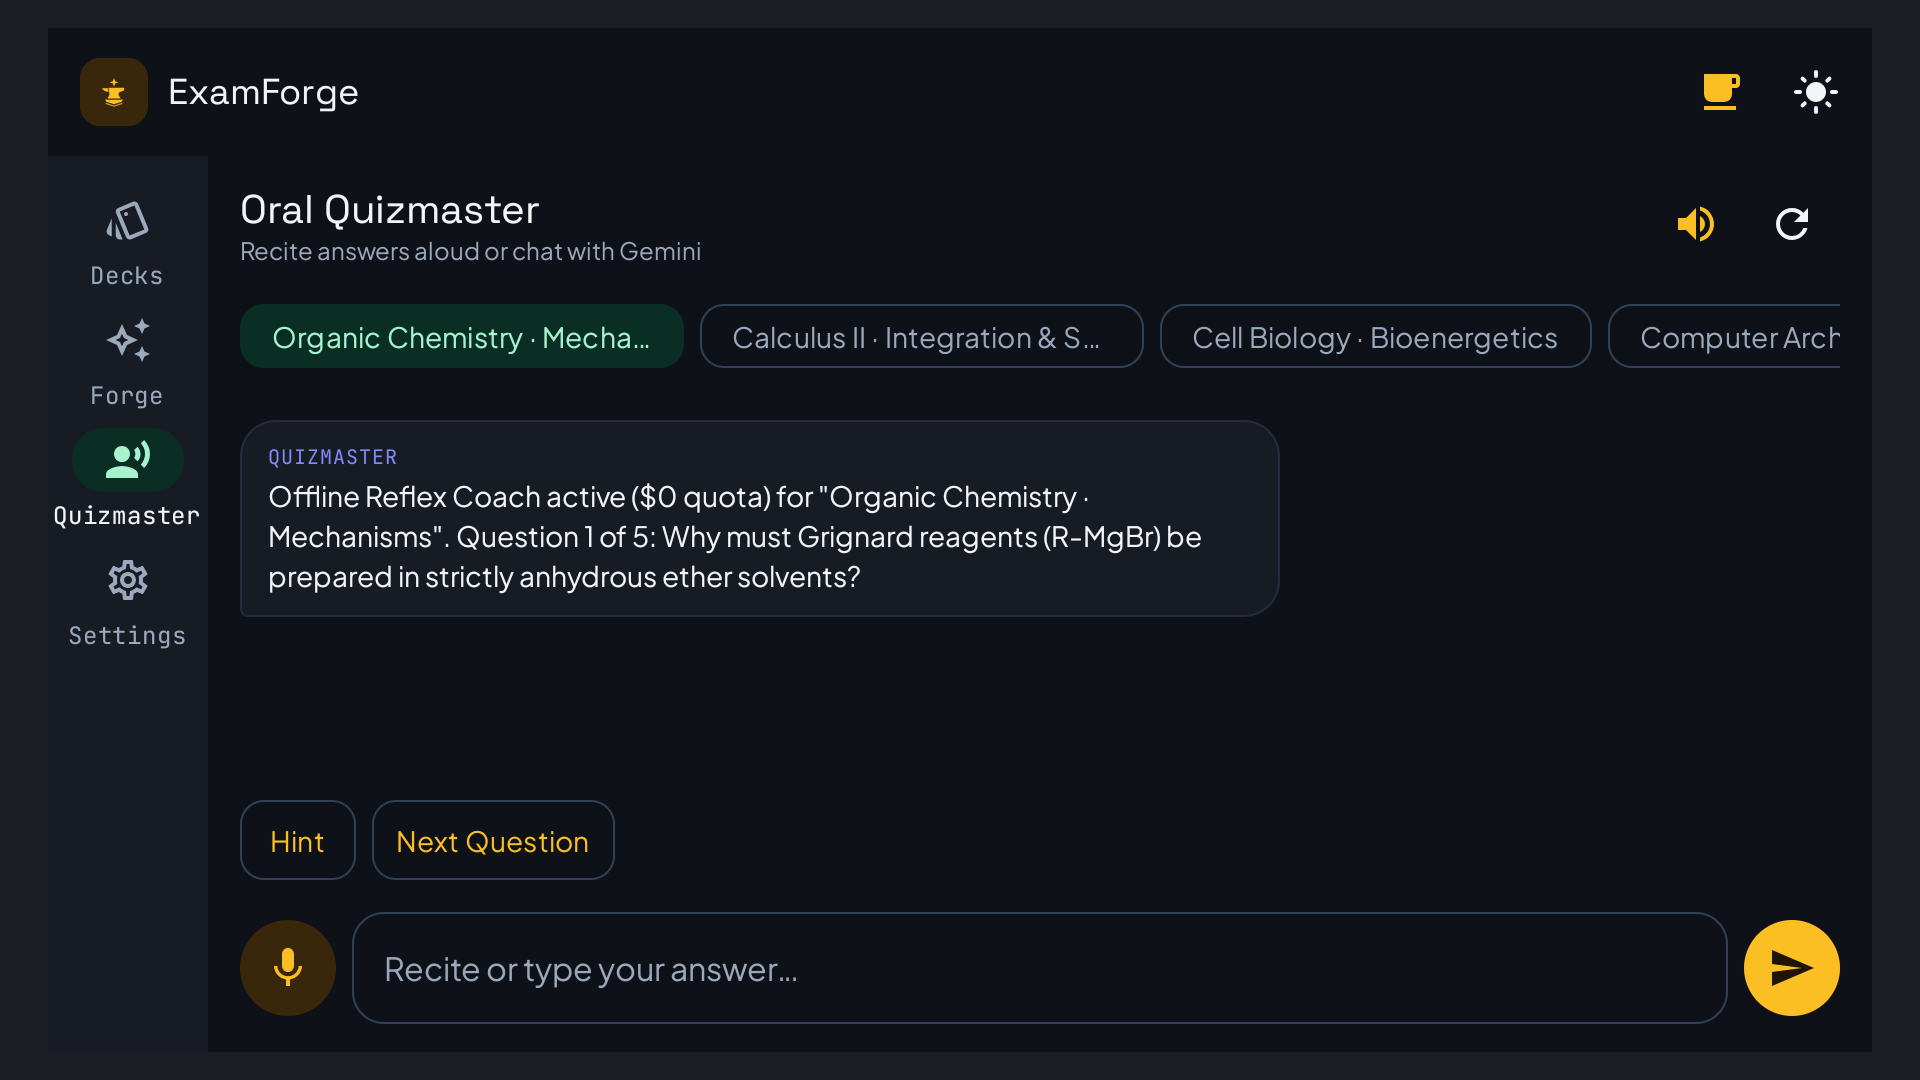 ExamForge
Decks
Forge
Quizmaster
Settings
Oral Quizmaster
Recite answers aloud or chat with Gemini
Organic Chemistry · Mecha...
Calculus II · Integration & S...
Cell Biology · Bioenergetics
Computer Arch
QUIZMASTER
Offline Reflex Coach active ($0 quota) for "Organic Chemistry ·
Mechanisms". Question 1 of 5: Why must Grignard reagents (R-MgBr) be
prepared in strictly anhydrous ether solvents?
Hint
Next Question
Recite or type your answer...